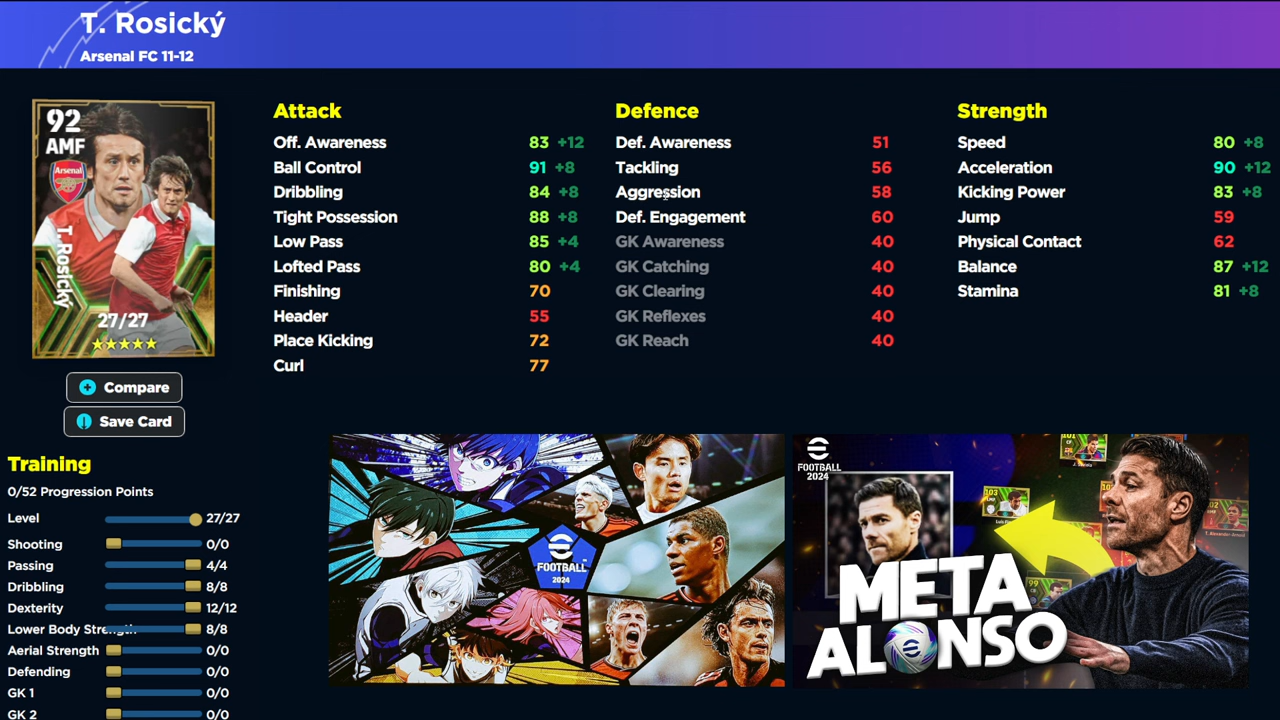 T. Rosický
Arsenal FC 11-12
92
AMF
Arsenal
T. Rosický
27/27
Compare
Save Card
Attack
Off. Awareness 83 +12
Ball Control 91 +8
Dribbling 84 +8
Tight Possession 88 +8
Low Pass 85 +4
Lofted Pass 80 +4
Finishing 70
Header 55
Place Kicking 72
Curl 77
Defence
Def. Awareness 51
Tackling 56
Aggression 58
Def. Engagement 60
GK Awareness 40
GK Catching 40
GK Clearing 40
GK Reflexes 40
GK Reach 40
Strength
Speed 80 +8
Acceleration 90 +12
Kicking Power 83 +8
Jump 59
Physical Contact 62
Balance 87 +12
Stamina 81 +8
Training
0/52 Progression Points
Level 27/27
Shooting 0/0
Passing 4/4
Dribbling 8/8
Dexterity 12/12
Lower Body Strength 8/8
Aerial Strength 0/0
Defending 0/0
GK 1 0/0
GK 2 0/0
FOOTBALL
2024
FOOTBALL
2024
103
99
META
ALONSO